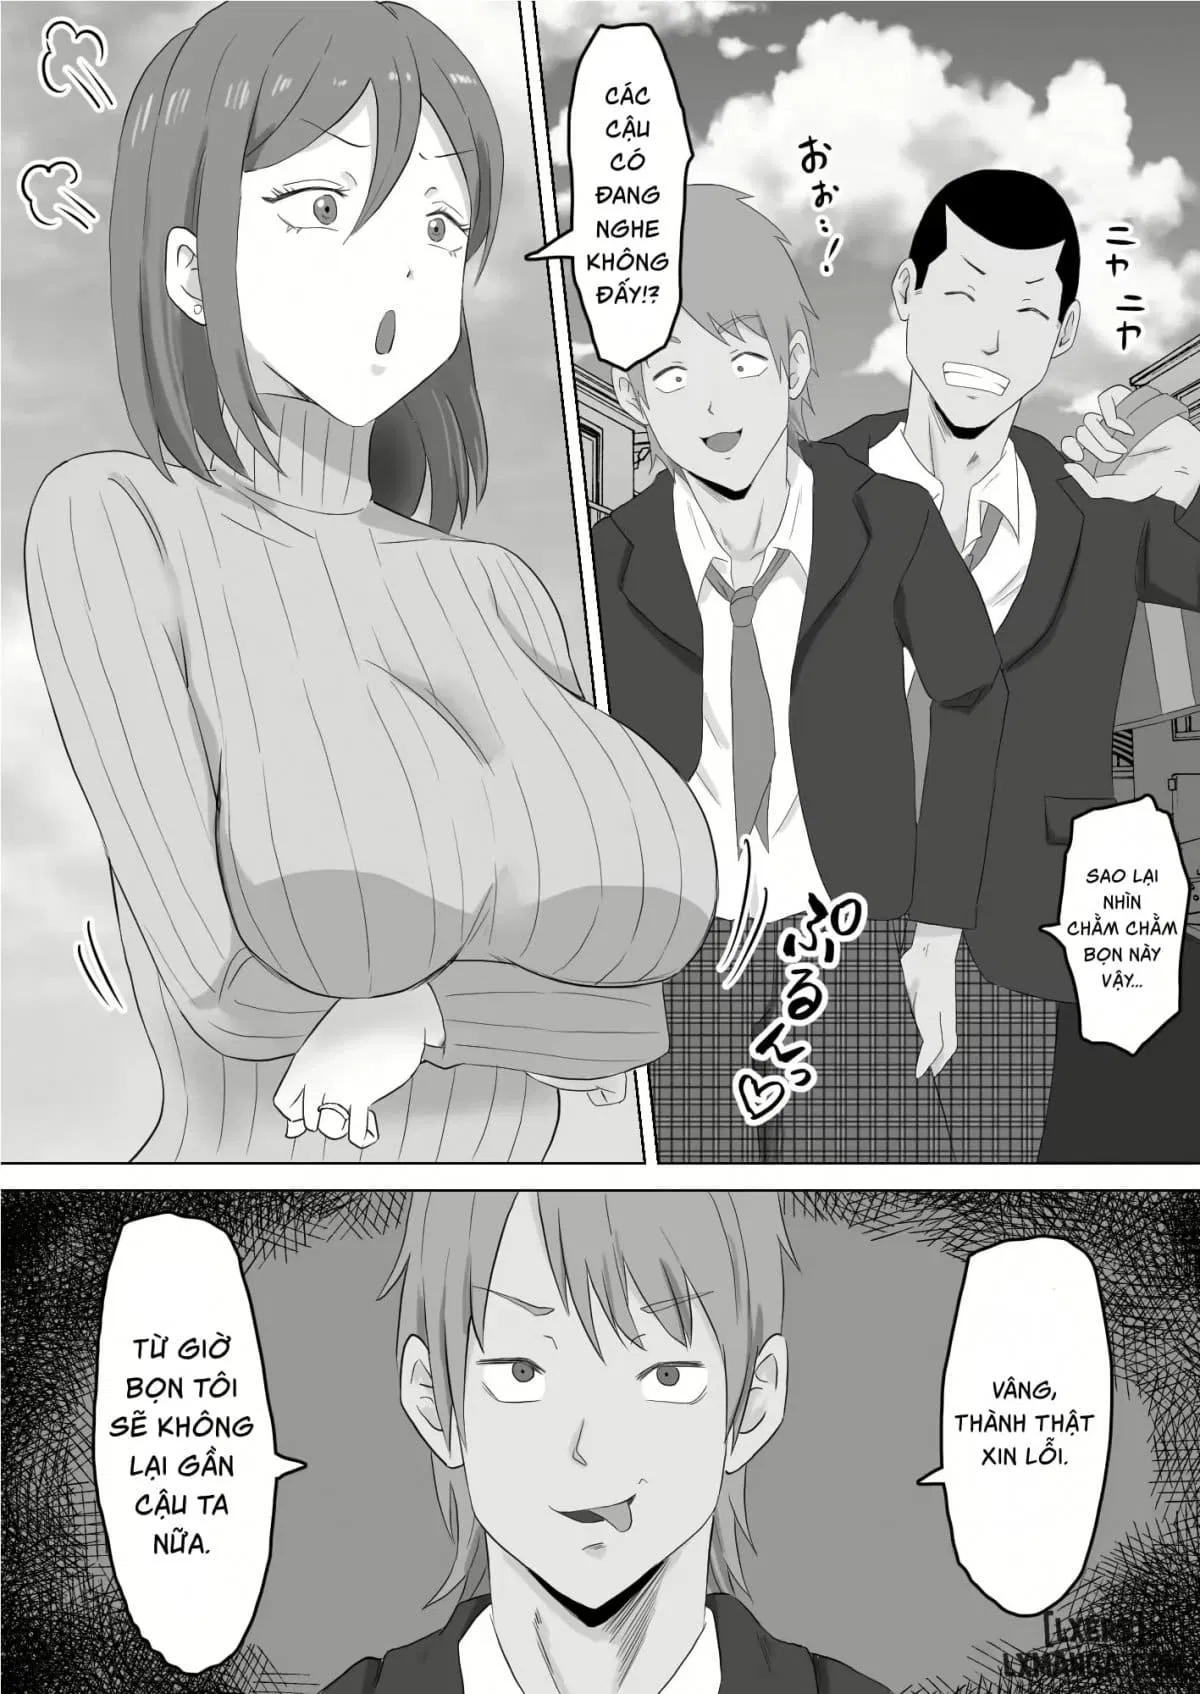 CÁC
CẬU
CÓ
ĐANG
NGHE
KHÔNG
ĐẤY!?
おぉ…!
ニヤニヤ
SAO LẠI
NHÌN
CHẰM CHẰM
BỌN NÀY
VẬY...
ぷるんっ♡
VÂNG,
THÀNH THẬT
XIN LỖI.
TỪ GIỜ
BỌN TÔI
SẼ KHÔNG
LẠI GẦN
CẬU TA
NỮA.
LXMANGA.COM